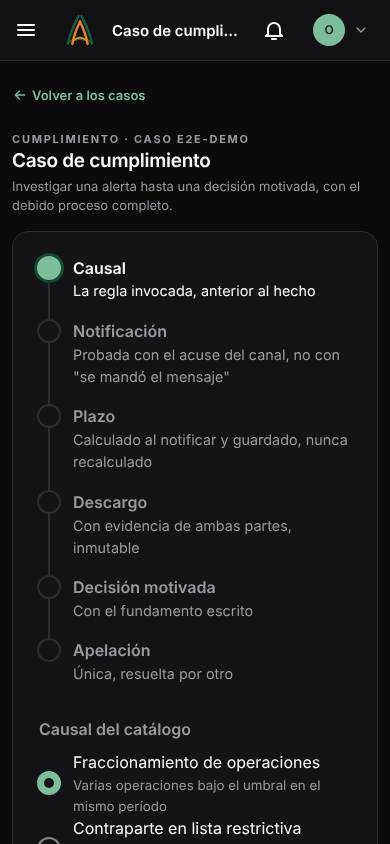 Caso de cumpli...
O
← Volver a los casos
CUMPLIMIENTO · CASO E2E-DEMO
Caso de cumplimiento
Investigar una alerta hasta una decisión motivada, con el
debido proceso completo.
Causal
La regla invocada, anterior al hecho
Notificación
Probada con el acuse del canal, no con
"se mandó el mensaje"
Plazo
Calculado al notificar y guardado, nunca
recalculado
Descargo
Con evidencia de ambas partes,
inmutable
Decisión motivada
Con el fundamento escrito
Apelación
Única, resuelta por otro
Causal del catálogo
Fraccionamiento de operaciones
Varias operaciones bajo el umbral en el
mismo período
Contraparte en lista restrictiva